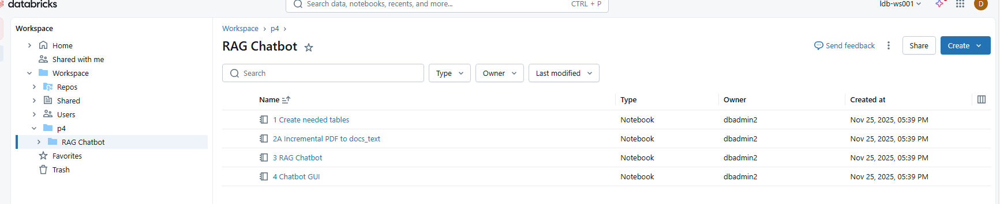 databricks
Search data, notebooks, recents, and more...
CTRL + P
ldb-ws001
D
Workspace
Home
Shared with me
Workspace
Repos
Shared
Users
p4
RAG Chatbot
Favorites
Trash
Workspace > p4 >
RAG Chatbot
Send feedback
Share
Create
Search
Type
Owner
Last modified
Name Type Owner Created at
1 Create needed tables Notebook dbadmin2 Nov 25, 2025, 05:39 PM
2A Incremental PDF to docs_text Notebook dbadmin2 Nov 25, 2025, 05:39 PM
3 RAG Chatbot Notebook dbadmin2 Nov 25, 2025, 05:39 PM
4 Chatbot GUI Notebook dbadmin2 Nov 25, 2025, 05:39 PM